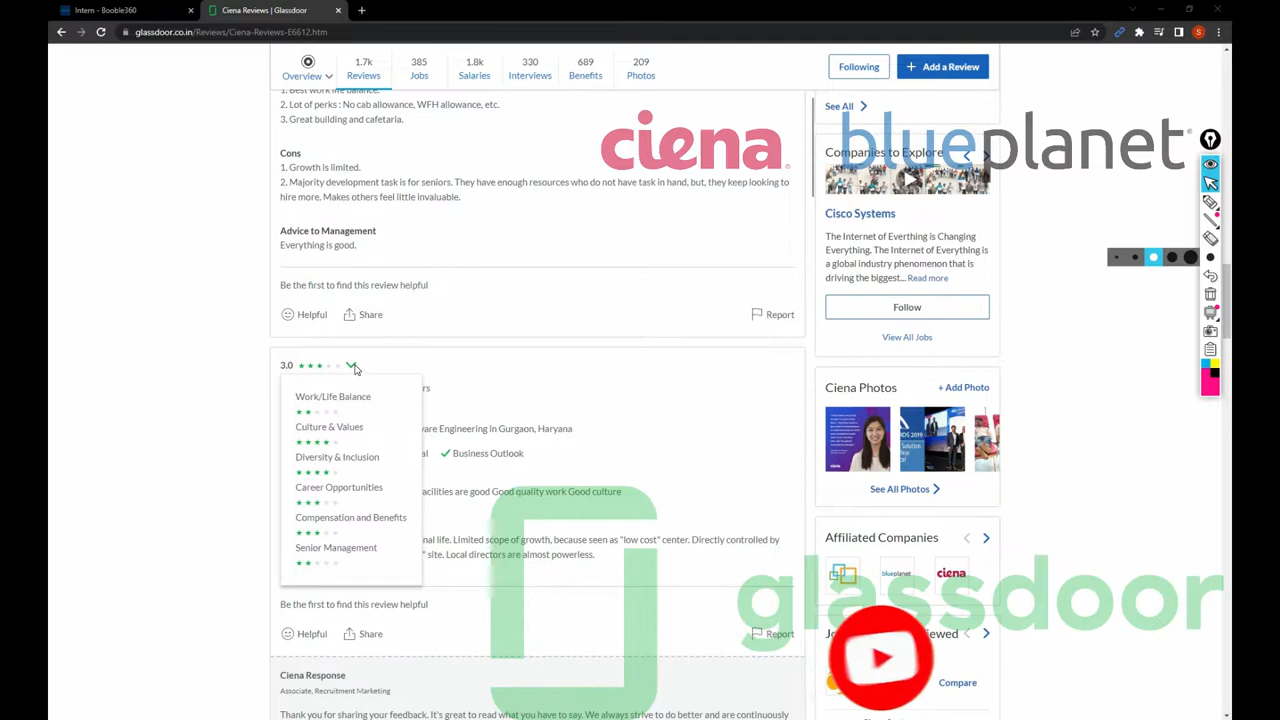 Intern - Booble360
Ciena Reviews | Glassdoor
glassdoor.co.in/Reviews/Ciena-Reviews-E6612.htm
Overview
1.7k
Reviews
385
Jobs
1.8k
Salaries
330
Interviews
689
Benefits
209
Photos
Following
+ Add a Review
1. Best work life balance.
2. Lot of perks : No cab allowance, WFH allowance, etc.
3. Great building and cafetaria.
Cons
1. Growth is limited.
2. Majority development task is for seniors. They have enough resources who do not have task in hand, but, they keep looking to
hire more. Makes others feel little invaluable.
Advice to Management
Everything is good.
Be the first to find this review helpful
Helpful
Share
Report
3.0
Work/Life Balance
Culture & Values
Diversity & Inclusion
Career Opportunities
Compensation and Benefits
Senior Management
rs
ware Engineering in Gurgaon, Haryana
al
Business Outlook
acilities are good Good quality work Good culture
nal life. Limited scope of growth, because seen as "low cost" center. Directly controlled by
" site. Local directors are almost powerless.
Be the first to find this review helpful
Helpful
Share
Report
Ciena Response
Associate, Recruitment Marketing
Thank you for sharing your feedback. It's great to read what you have to say. We always strive to do better and are continuously
See All
ciena
blueplanet
Companies to Explore
Cisco Systems
The Internet of Everthing is Changing
Everything. The Internet of Everything is
a global industry phenomenon that is
driving the biggest... Read more
Follow
View All Jobs
Ciena Photos
+ Add Photo
See All Photos
Affiliated Companies
blueplanet
ciena
glassdoor
Compare